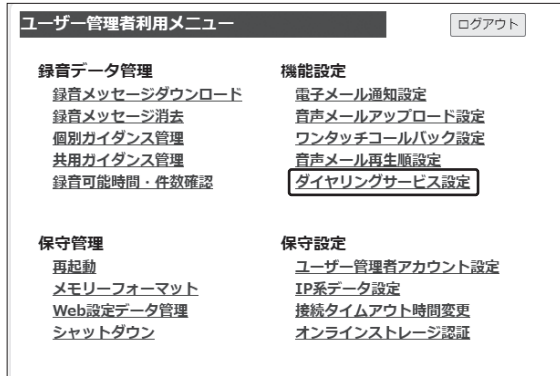 ユーザー管理者利用メニュー
ログアウト
録音データ管理
録音メッセージダウンロード
録音メッセージ消去
個別ガイダンス管理
共用ガイダンス管理
録音可能時間・件数確認
機能設定
電子メール通知設定
音声メールアップロード設定
ワンタッチコールバック設定
音声メール再生順設定
ダイヤリングサービス設定
保守管理
再起動
メモリーフォーマット
Web設定データ管理
シャットダウン
保守設定
ユーザー管理者アカウント設定
IP系データ設定
接続タイムアウト時間変更
オンラインストレージ認証